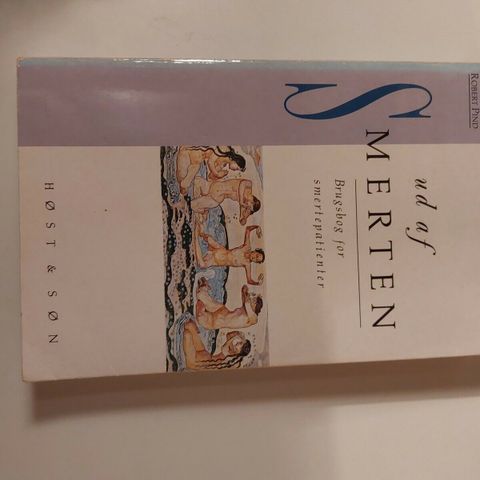 ROBERT PIND
ud af
SMERTEN
Brugsbog for
smertepatienter
HØST & SØN